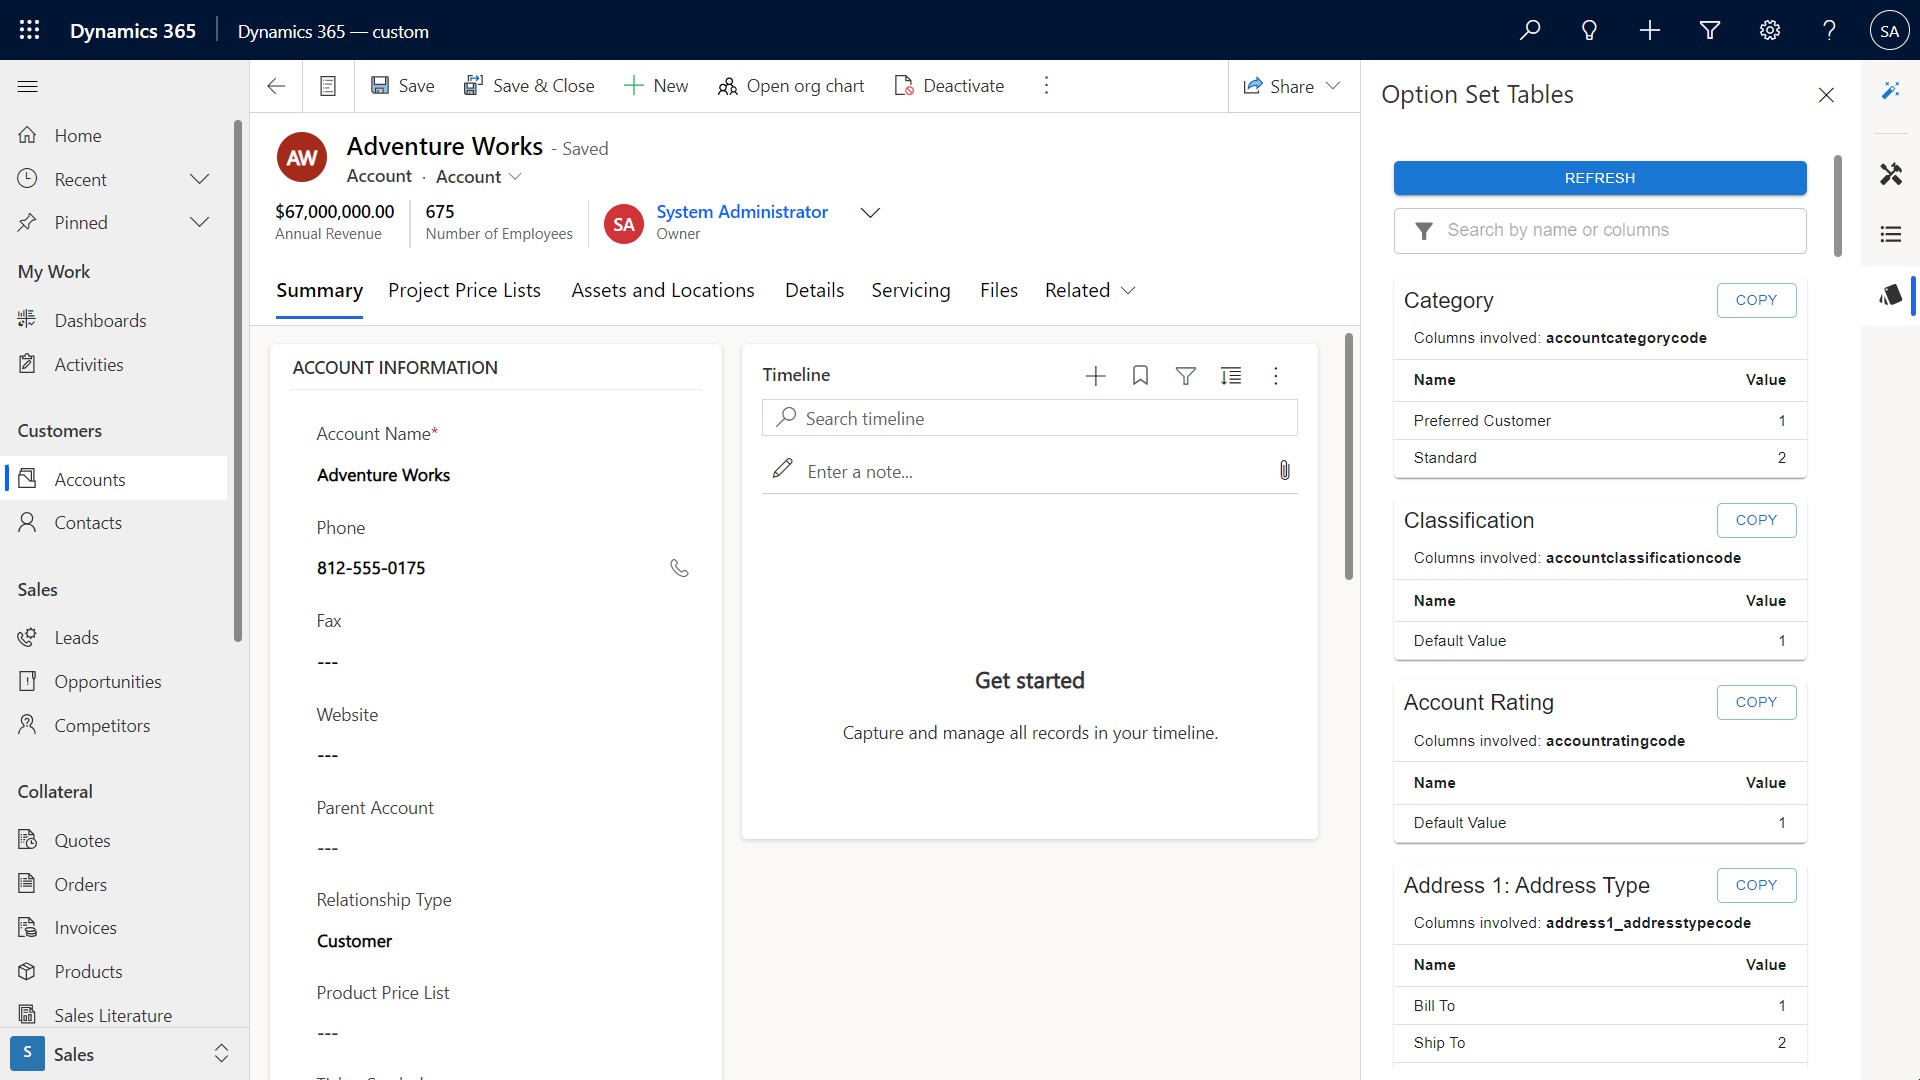 Dynamics 365
Dynamics 365 — custom
SA
Home
Recent
Pinned
My Work
Dashboards
Activities
Customers
Accounts
Contacts
Sales
Leads
Opportunities
Competitors
Collateral
Quotes
Orders
Invoices
Products
Sales Literature
S Sales
Save
Save & Close
New
Open org chart
Deactivate
Share
AW
Adventure Works - Saved
Account · Account
$67,000,000.00
Annual Revenue
675
Number of Employees
SA
System Administrator
Owner
Summary
Project Price Lists
Assets and Locations
Details
Servicing
Files
Related
ACCOUNT INFORMATION
Account Name*
Adventure Works
Phone
812-555-0175
Fax
---
Website
---
Parent Account
---
Relationship Type
Customer
Product Price List
---
Timeline
Search timeline
Enter a note...
Get started
Capture and manage all records in your timeline.
Option Set Tables
REFRESH
Search by name or columns
Category
COPY
Columns involved: accountcategorycode
Name Value
Preferred Customer 1
Standard 2
Classification
COPY
Columns involved: accountclassificationcode
Name Value
Default Value 1
Account Rating
COPY
Columns involved: accountratingcode
Name Value
Default Value 1
Address 1: Address Type
COPY
Columns involved: address1_addresstypecode
Name Value
Bill To 1
Ship To 2